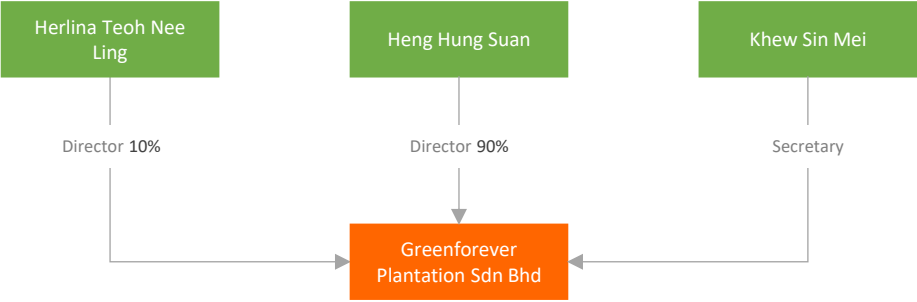 Herlina Teoh Nee
Ling
Heng Hung Suan
Khew Sin Mei
Director 10%
Director 90%
Secretary
Greenforever
Plantation Sdn Bhd